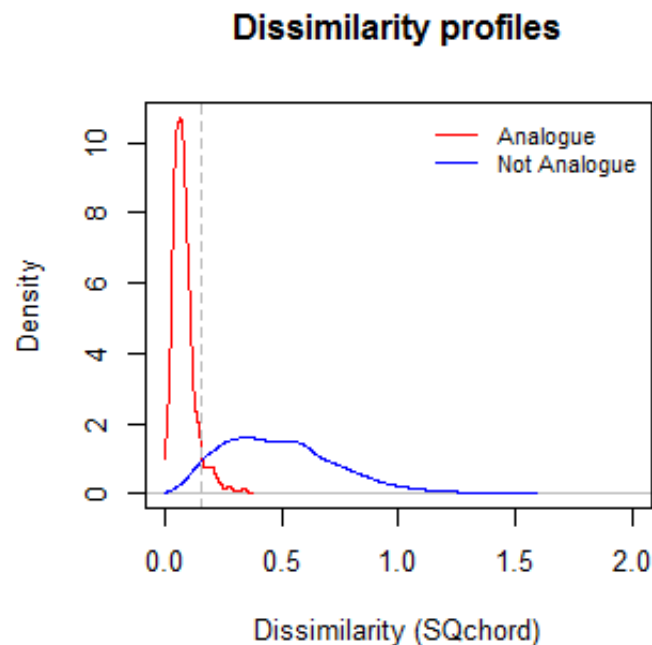 Dissimilarity profiles
Analogue
Not Analogue
Density
10
8
6
4
2
0
0.0 0.5 1.0 1.5 2.0
Dissimilarity (SQchord)